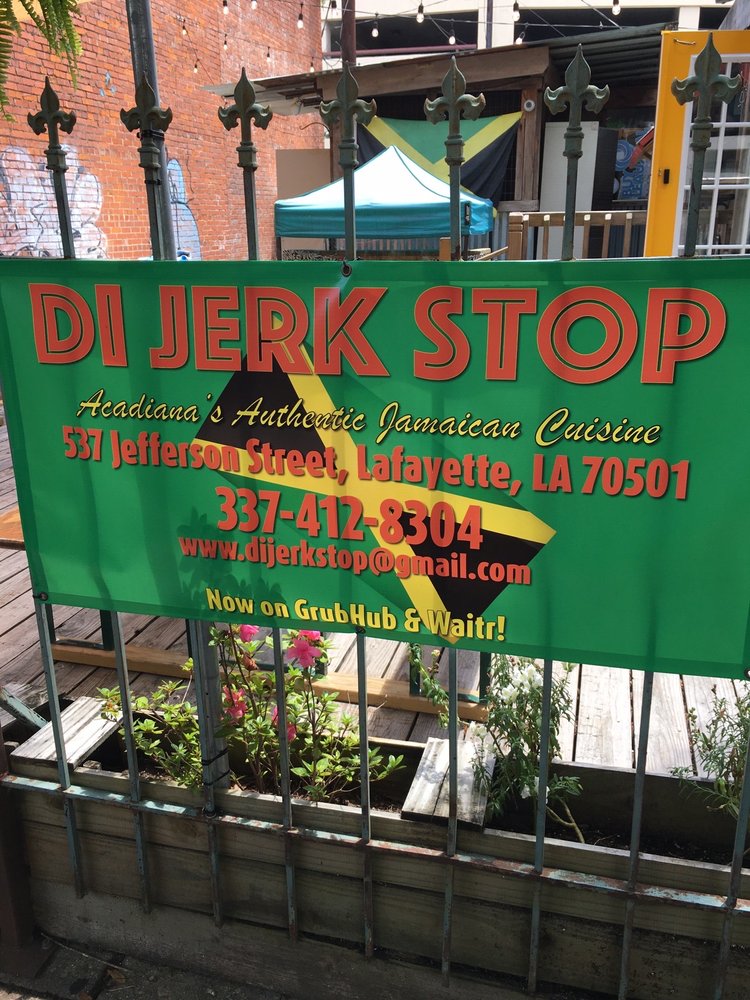 DI JERK STOP
Acadiana's Authentic Jamaican Cuisine
537 Jefferson Street, Lafayette, LA 70501
337-412-8304
www.dijerkstop@gmail.com
Now on GrubHub & Waitr!